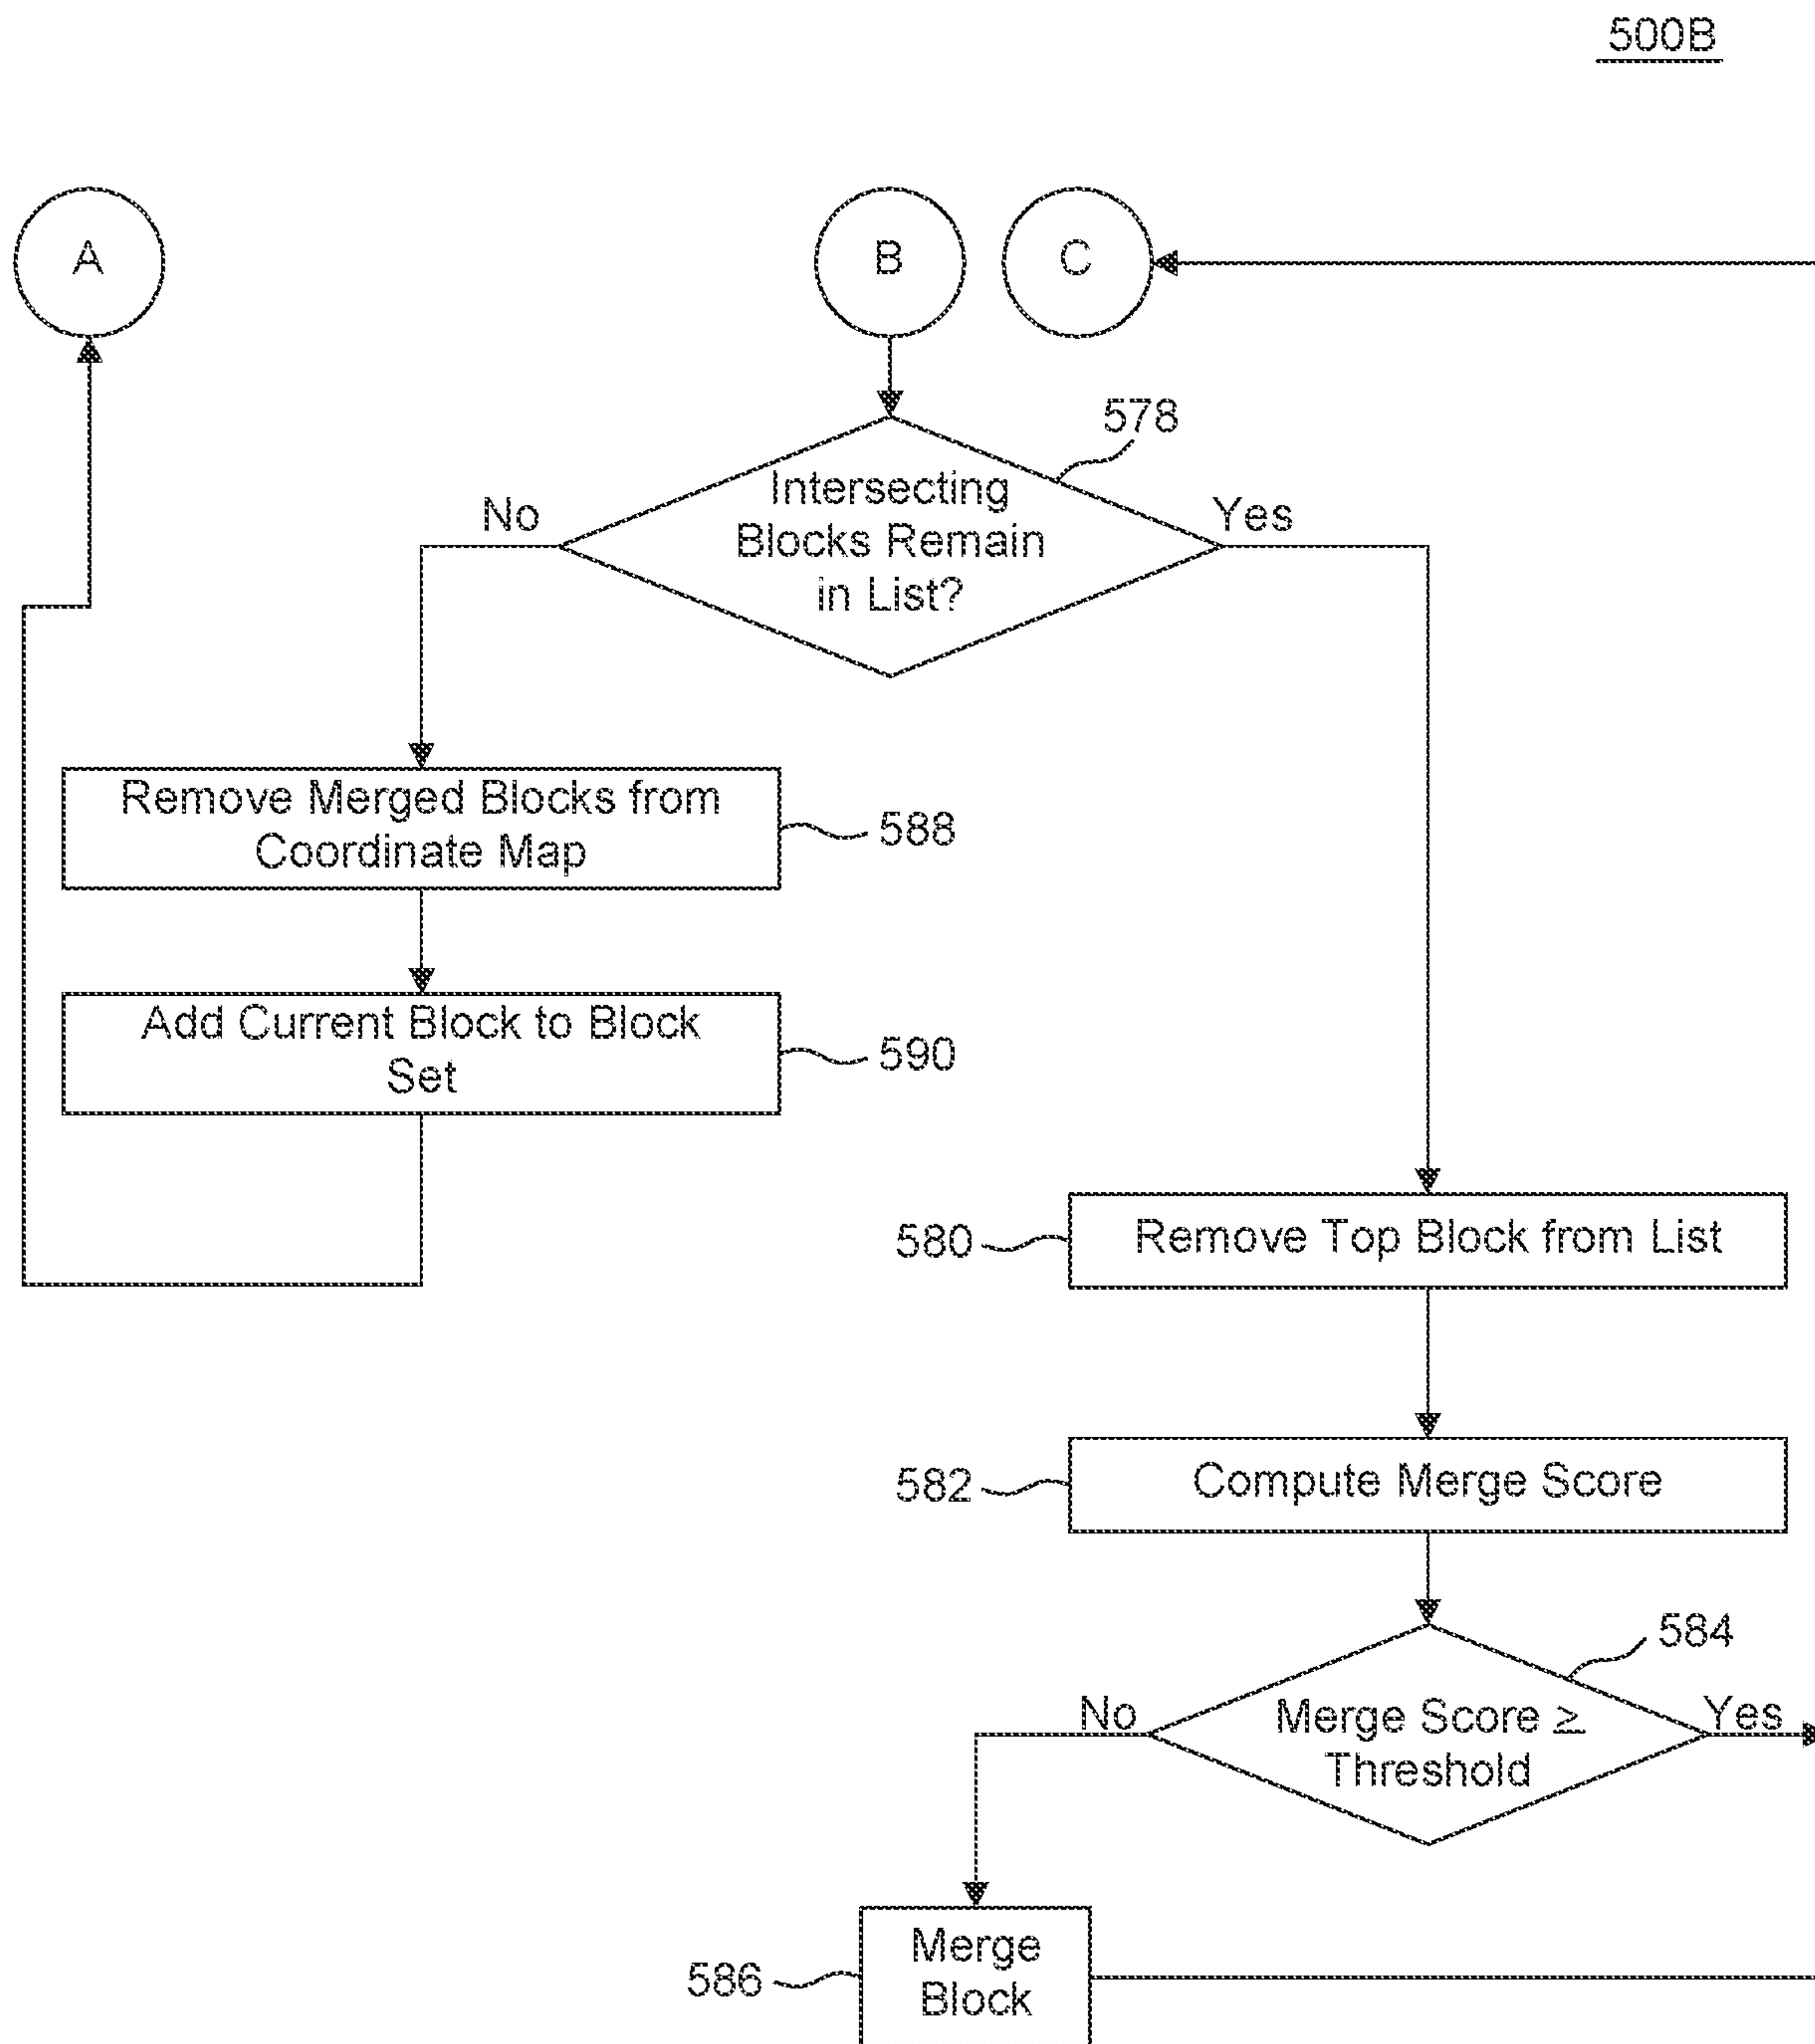 500B
A
B
C
578
Intersecting
Blocks Remain
in List?
No
Yes
Remove Merged Blocks from
Coordinate Map
588
Add Current Block to Block
Set
590
580
Remove Top Block from List
582
Compute Merge Score
584
No
Merge Score ≥
Threshold
Yes
Merge
Block
586